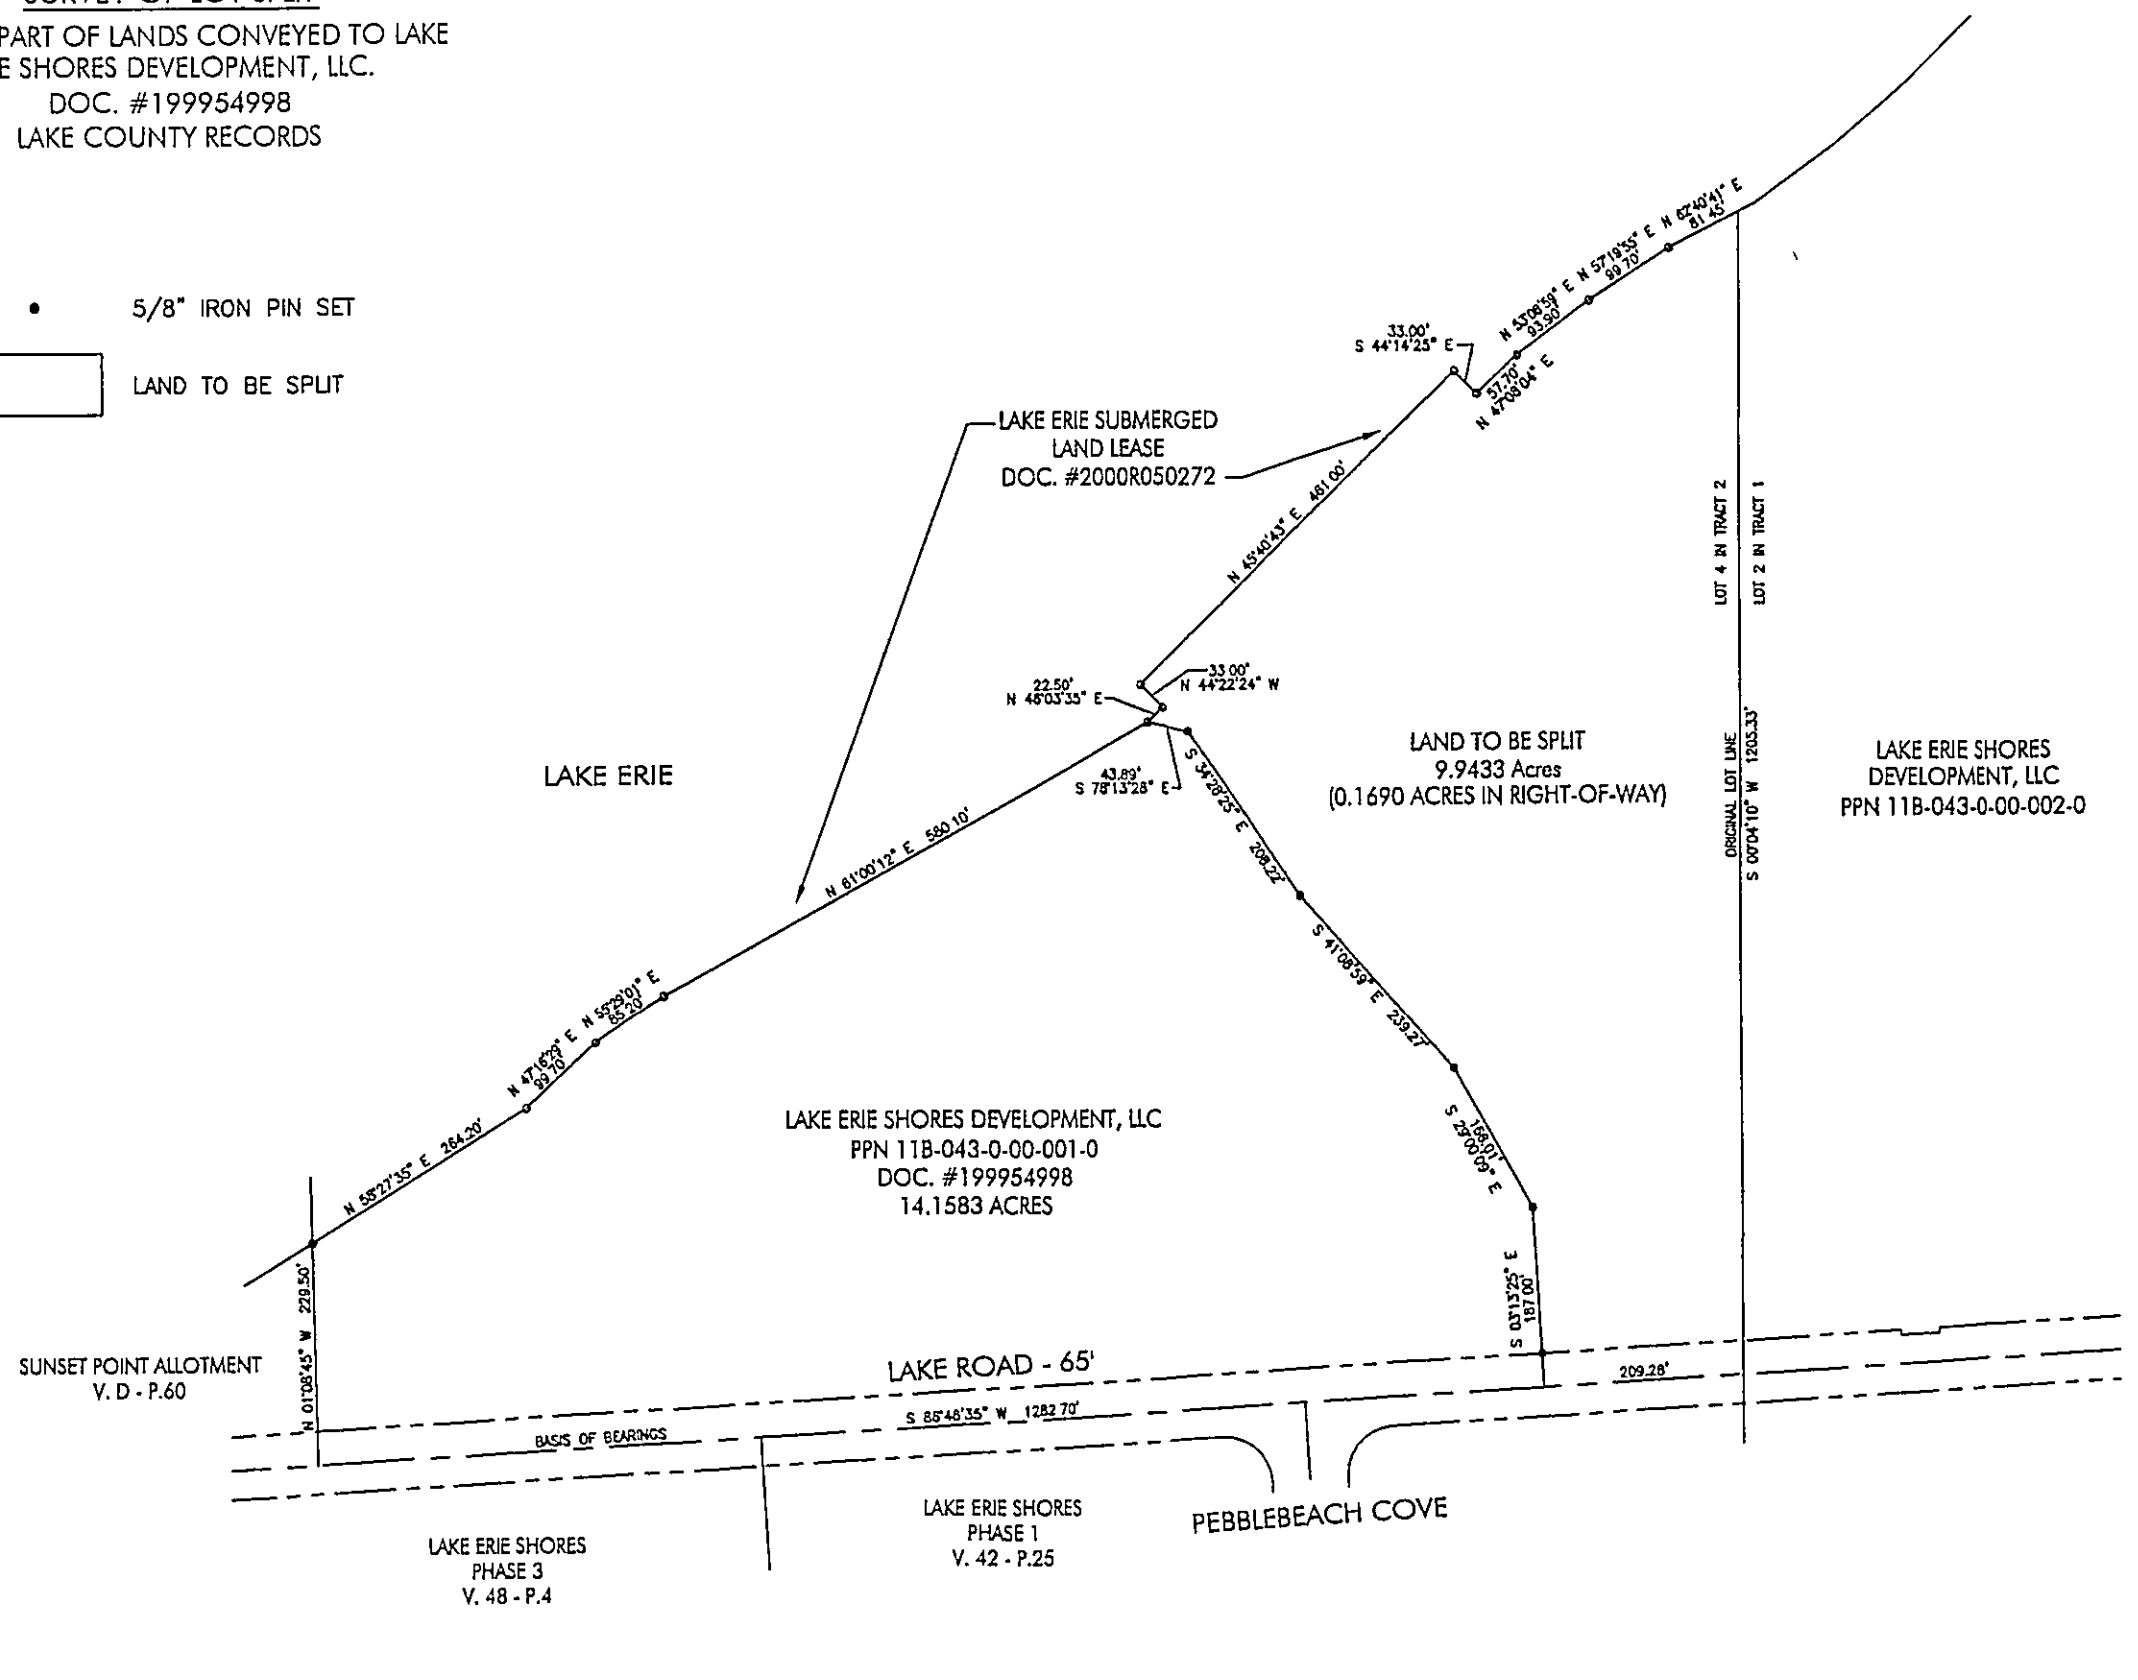 PART OF LANDS CONVEYED TO LAKE
E SHORES DEVELOPMENT, LLC.
DOC. #199954998
LAKE COUNTY RECORDS
5/8" IRON PIN SET
LAND TO BE SPLIT
N 62°40'41" E
81.45'
N 57°19'55" E
99.70'
N 53°08'59" E
93.90'
57.70'
N 47°08'04" E
33.00'
S 44°14'25" E
LAKE ERIE SUBMERGED
LAND LEASE
DOC. #2000R050272
N 45°40'43" E 461.00'
LOT 4 IN TRACT 2
LOT 2 IN TRACT 1
33.00'
N 44°22'24" W
22.50'
N 48°03'35" E
43.89'
S 78°13'28" E
LAKE ERIE
LAND TO BE SPLIT
9.9433 Acres
(0.1690 ACRES IN RIGHT-OF-WAY)
ORIGINAL LOT LINE
S 00°04'10" W 1205.33'
LAKE ERIE SHORES
DEVELOPMENT, LLC
PPN 11B-043-0-00-002-0
S 34°28'25" E 208.22'
N 61°00'12" E 580.10'
S 41°08'59" E 239.27'
N 55°29'01" E
85.20'
N 47°16'29" E
99.70'
N 58°27'35" E 264.20'
LAKE ERIE SHORES DEVELOPMENT, LLC
PPN 11B-043-0-00-001-0
DOC. #199954998
14.1583 ACRES
168.01'
S 29°00'09" E
S 03°13'25" E
187.00'
N 01°08'45" W 229.50'
SUNSET POINT ALLOTMENT
V. D - P.60
LAKE ROAD - 65'
209.28'
S 85°48'35" W 1282.70'
BASIS OF BEARINGS
LAKE ERIE SHORES
PHASE 1
V. 42 - P.25
PEBBLEBEACH COVE
LAKE ERIE SHORES
PHASE 3
V. 48 - P.4